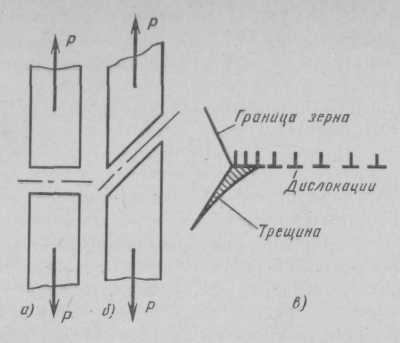 P
P
Граница зерна
Дислокации
Трещина
а)
P
б)
P
в)